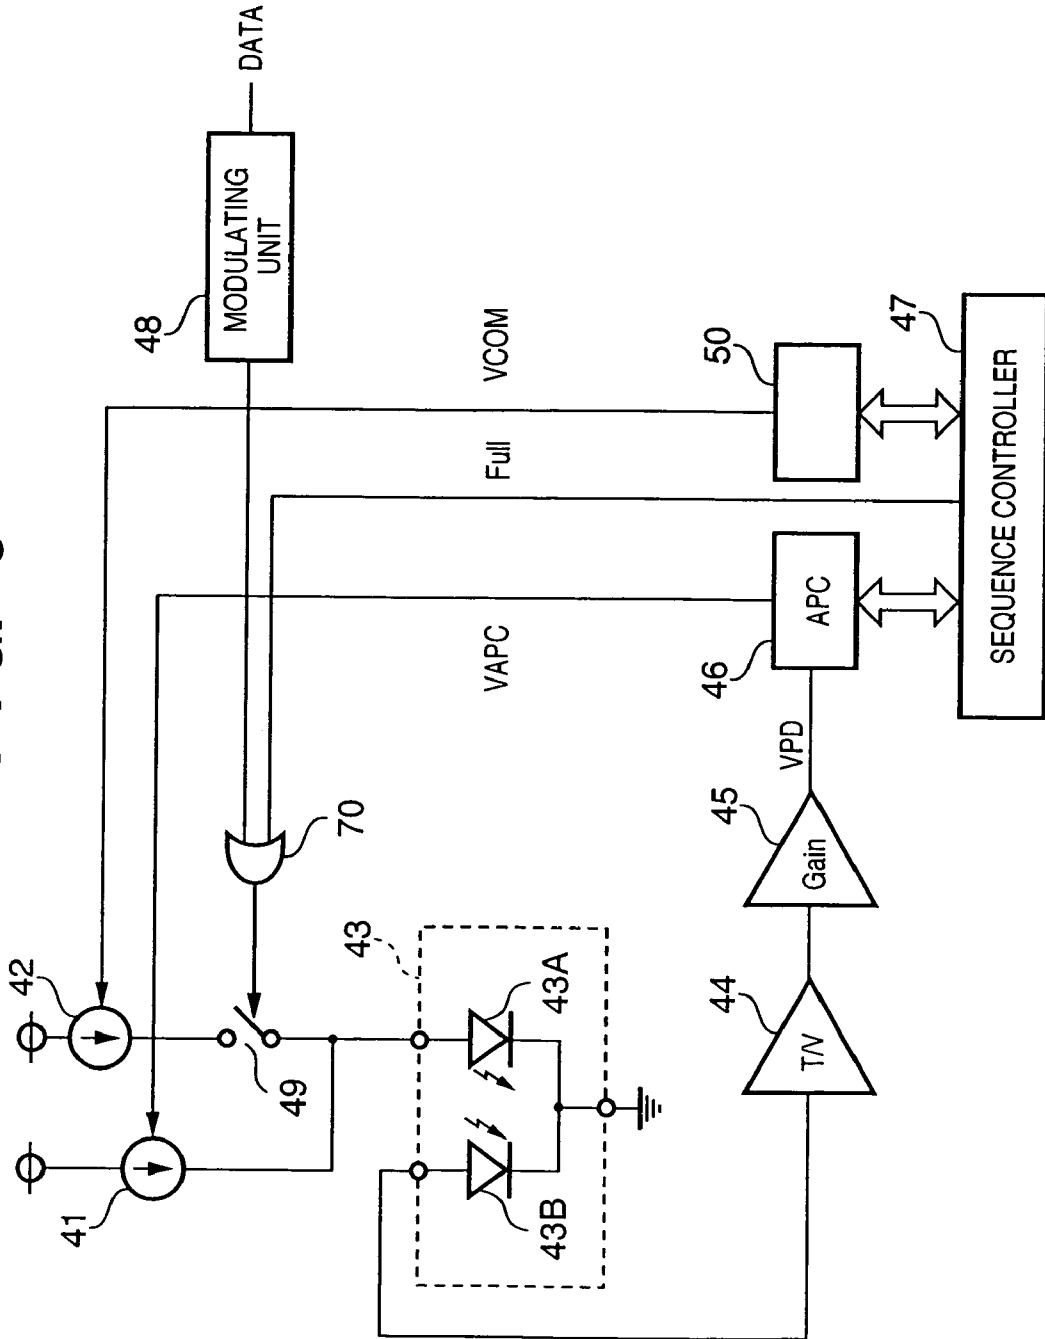 DATA
MODULATING
UNIT
48
VCOM
50
47
SEQUENCE CONTROLLER
Full
APC
46
VAPC
VPD
45
Gain
44
T/V
70
42
49
41
43
43A
43B